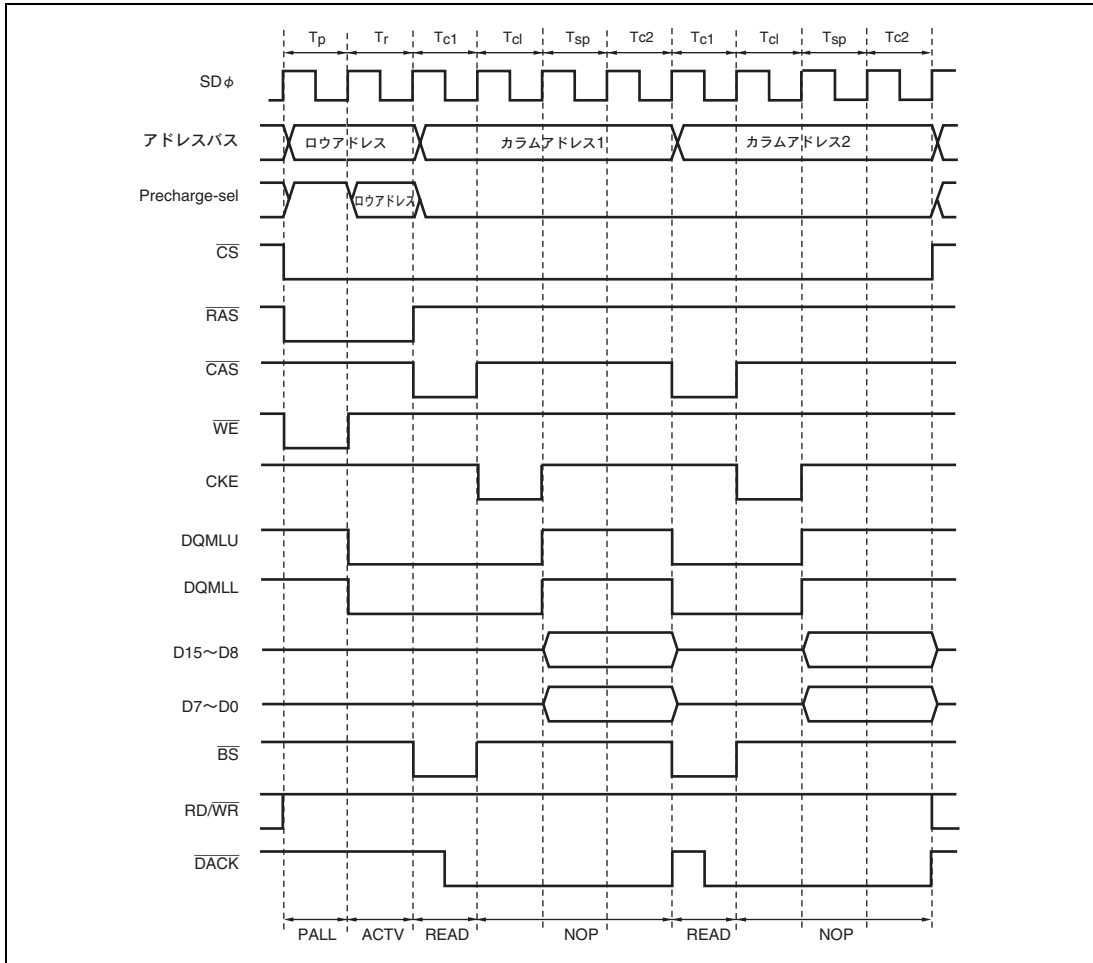 Tp Tr Tc1 Tcl Tsp Tc2 Tc1 Tcl Tsp Tc2
SDφ
アドレスバス ロウアドレス カラムアドレス1 カラムアドレス2
Precharge-sel ロウアドレス
CS
RAS
CAS
WE
CKE
DQMLU
DQMLL
D15～D8
D7～D0
BS
RD/WR
DACK
PALL ACTV READ NOP READ NOP